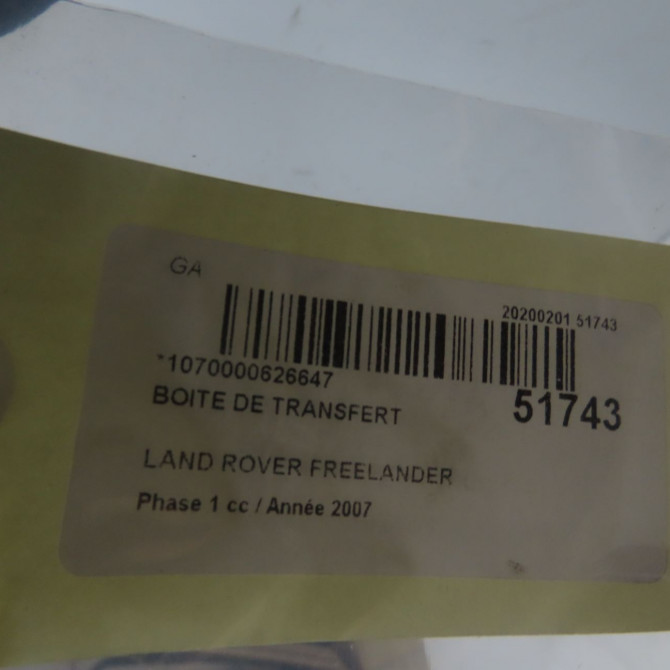 GA
20200201 51743
*1070000626647
51743
BOITE DE TRANSFERT
LAND ROVER FREELANDER
Phase 1 cc / Année 2007